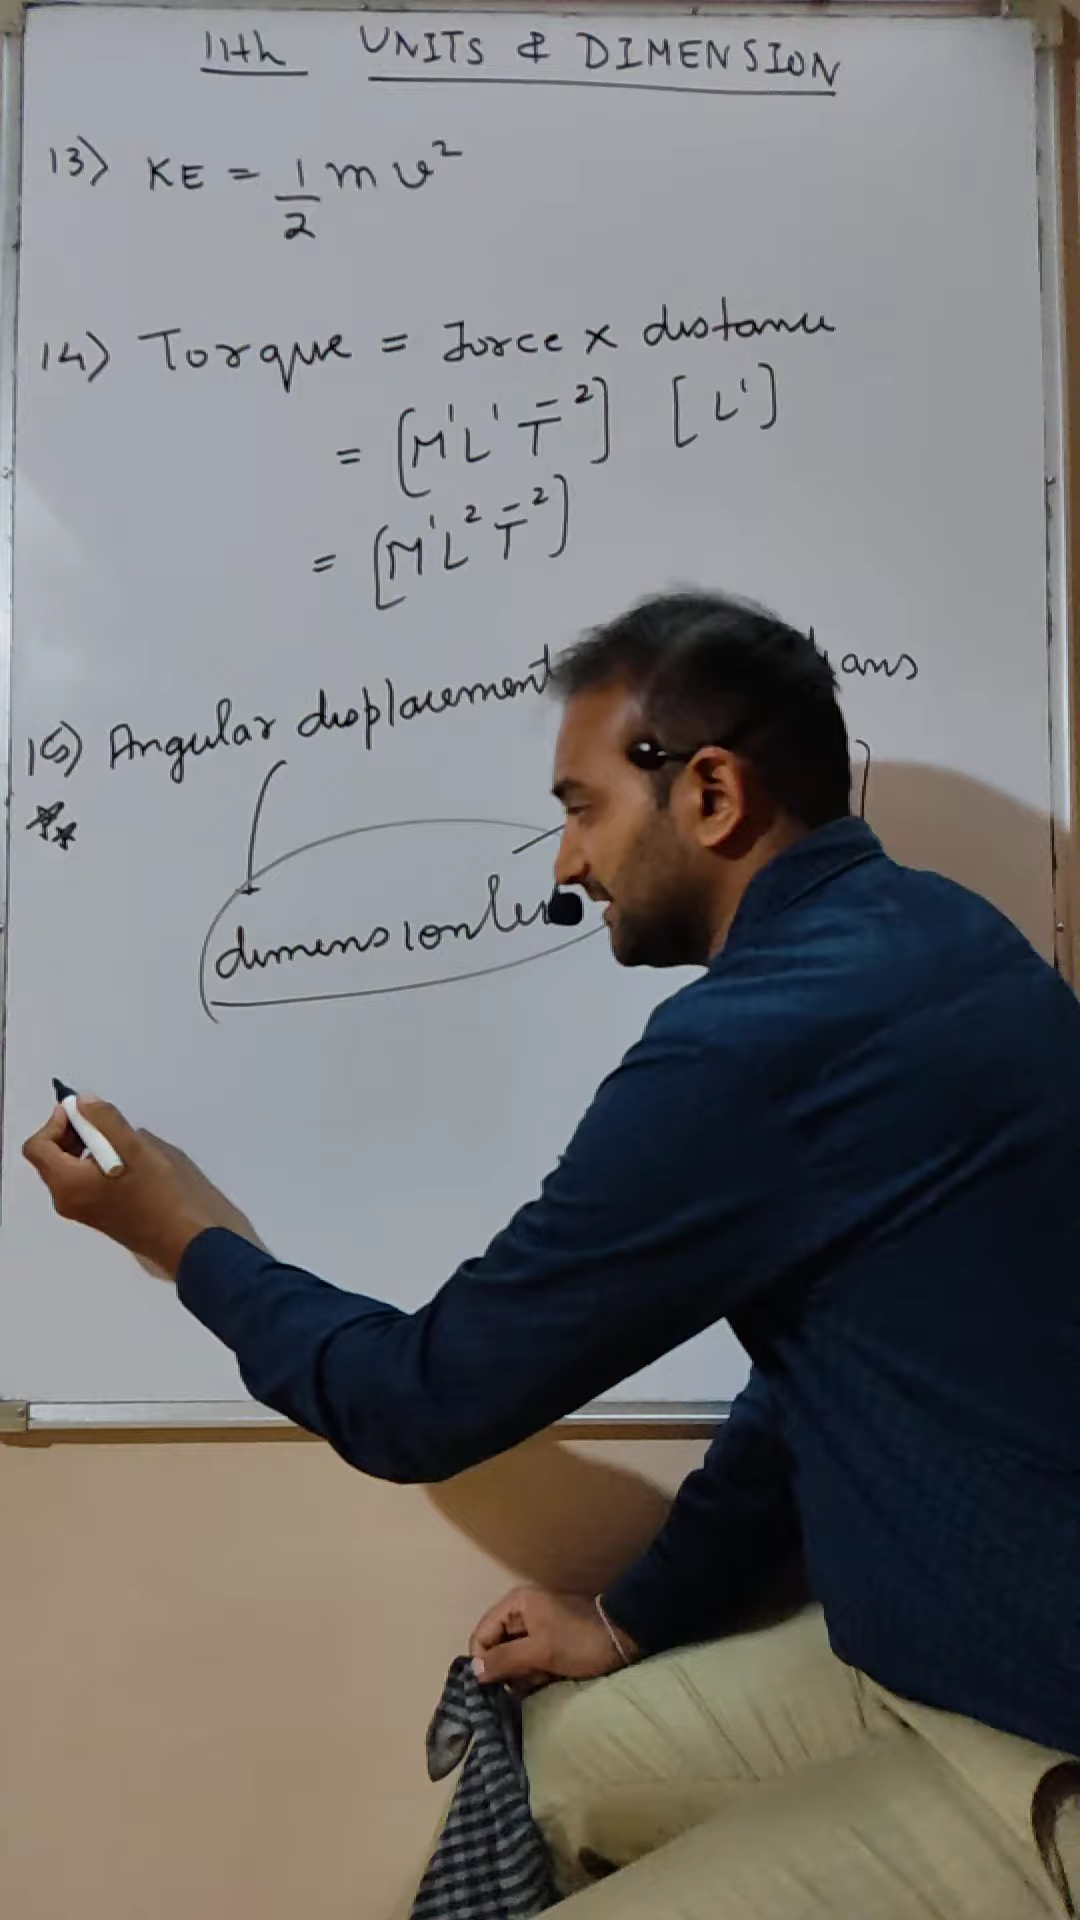 11th UNITS & DIMENSION
13) KE = 1/2 m v²
14) Torque = Force × distance
= [M¹L¹T⁻²] [L¹]
= [M¹L²T⁻²]
15) Angular displacement